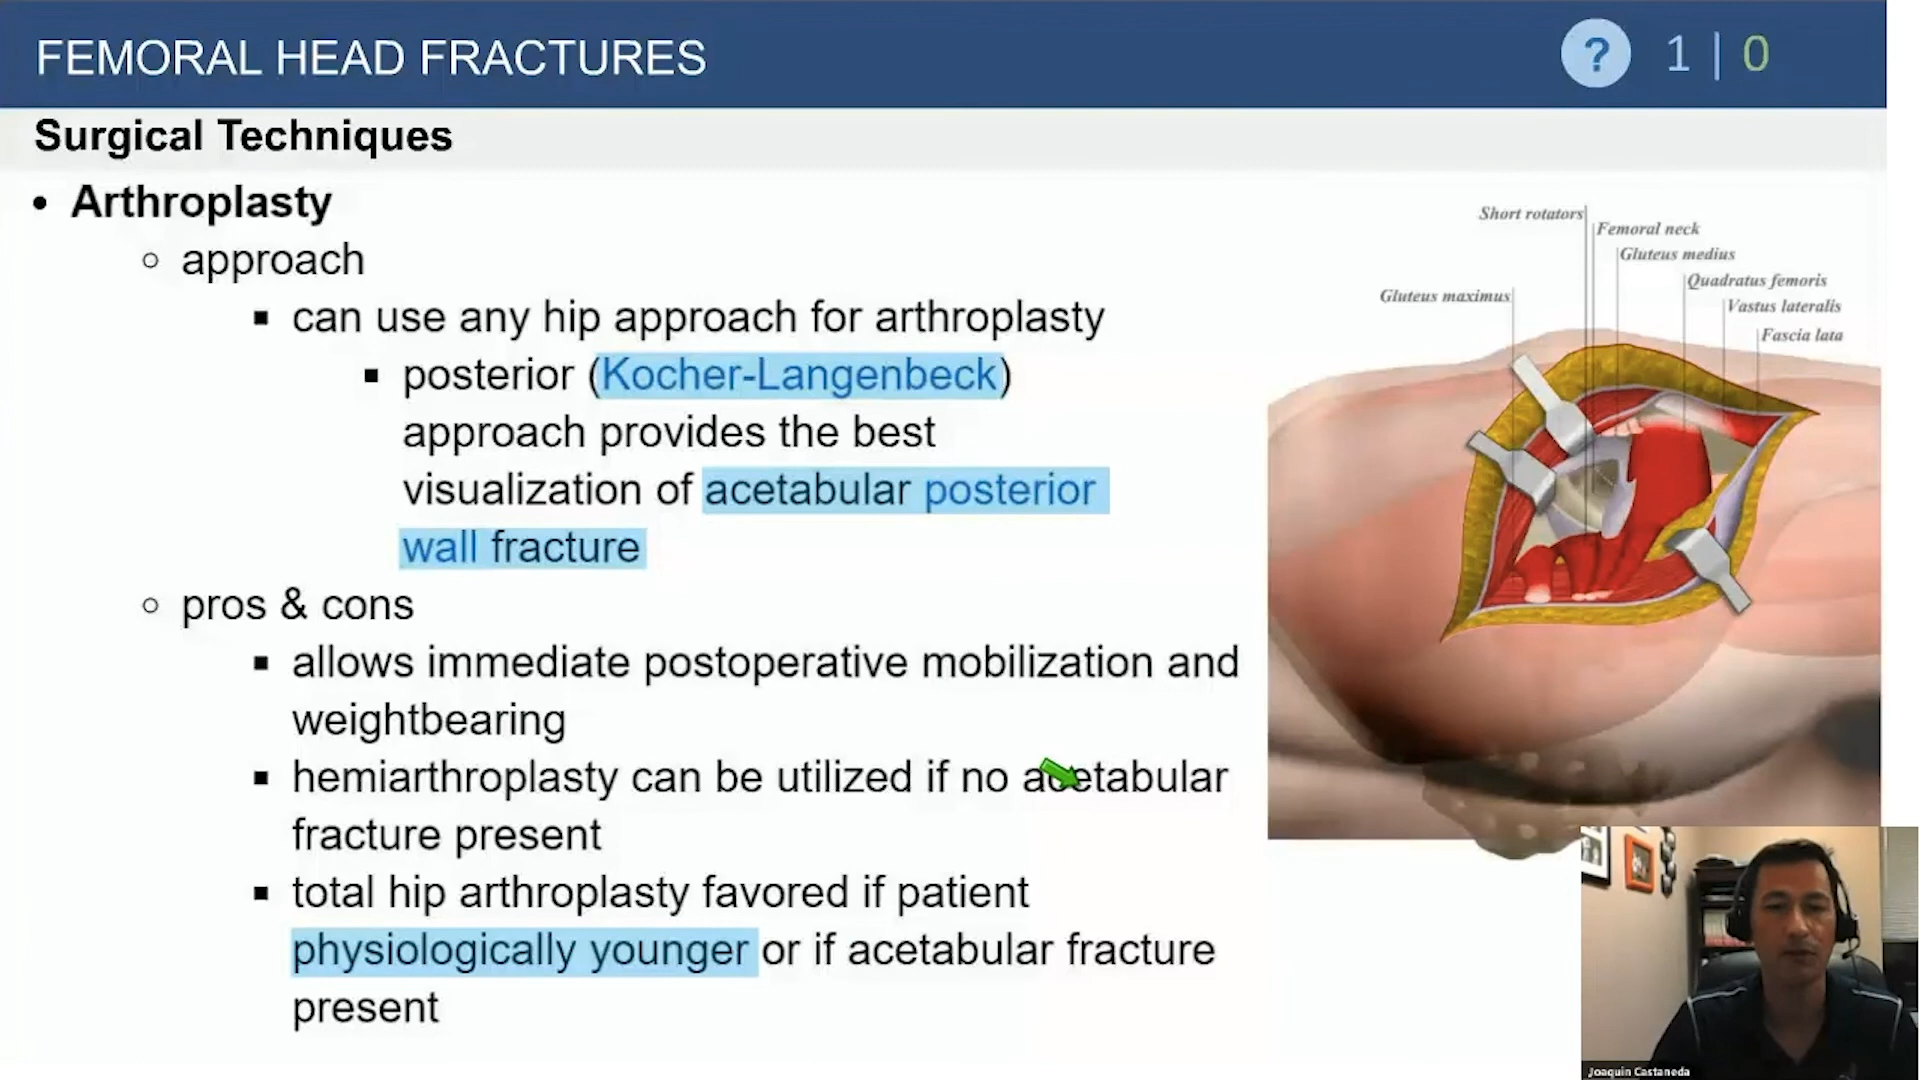 FEMORAL HEAD FRACTURES
? 1 | 0
Surgical Techniques
• Arthroplasty
○ approach
▪ can use any hip approach for arthroplasty
▪ posterior (Kocher-Langenbeck)
approach provides the best
visualization of acetabular posterior
wall fracture
○ pros & cons
▪ allows immediate postoperative mobilization and
weightbearing
▪ hemiarthroplasty can be utilized if no acetabular
fracture present
▪ total hip arthroplasty favored if patient
physiologically younger or if acetabular fracture
present
Short rotators
Femoral neck
Gluteus medius
Quadratus femoris
Gluteus maximus
Vastus lateralis
Fascia lata
Joaquin Castaneda